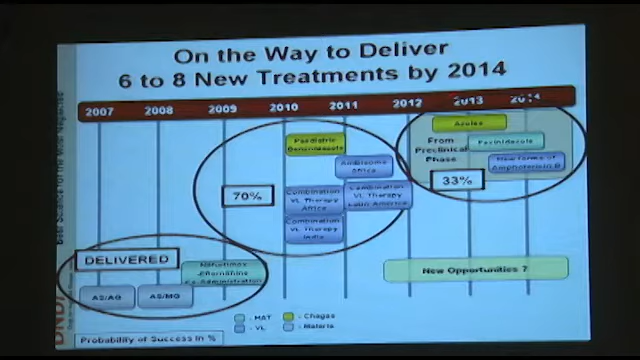 On the Way to Deliver
6 to 8 New Treatments by 2014
2007 2008 2009 2010 2011 2012 2013 2014
Azoles
Paediatric
Benznidazole
From
Preclinical
Phase
Fexinidazole
AmBisome
Africa
New forms of
Amphotericin B
33%
70%
Combination
VL Therapy
Africa
Combination
VL Therapy
Latin America
Combination
VL Therapy
India
DELIVERED
Nifurtimox
-Eflornithine
Co-Administration
New Opportunities ?
AS/AQ
AS/MQ
- HAT
- Chagas
- VL
- Malaria
Probability of Success in %
DNDi